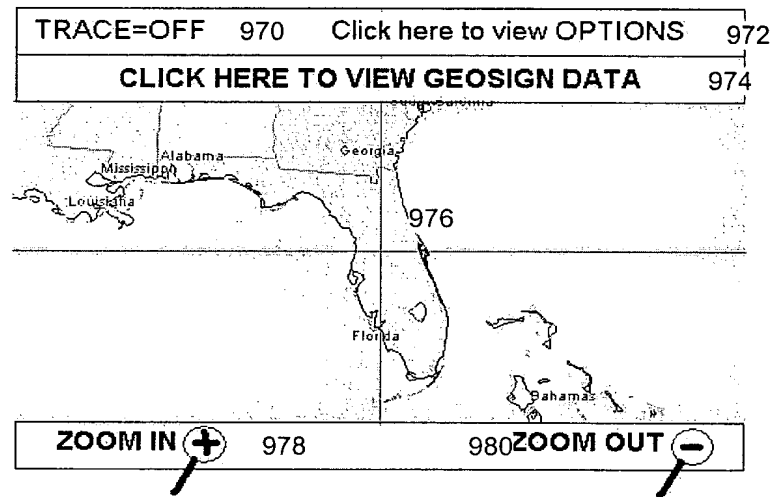 TRACE=OFF 970 Click here to view OPTIONS 972
CLICK HERE TO VIEW GEOSIGN DATA 974
Alabama
Georgia
Mississippi
Louisiana
976
Florida
Bahamas
ZOOM IN 978 980 ZOOM OUT